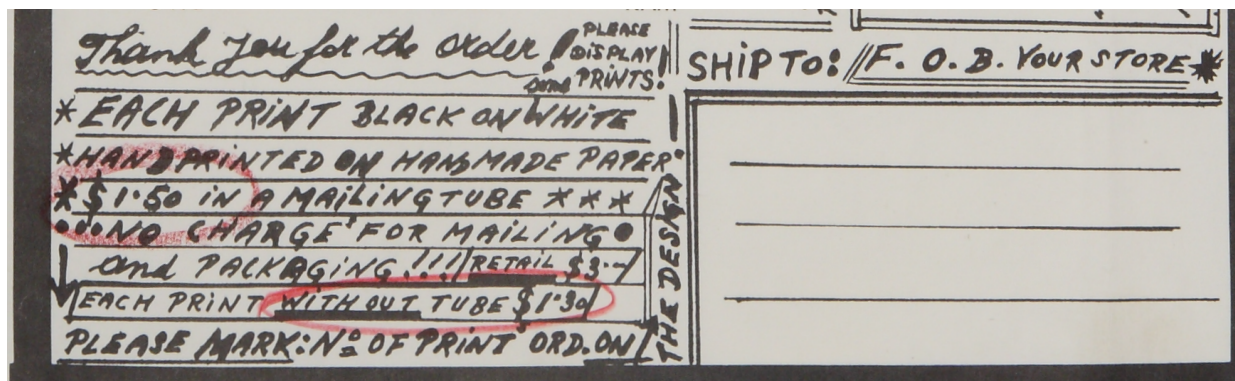 Thank you for the order!
PLEASE
DISPLAY
some PRINTS!
* EACH PRINT BLACK ON WHITE
* HANDPRINTED ON HANDMADE PAPER
* $1.50 IN A MAILING TUBE * * *
••• NO CHARGE FOR MAILING •
and PACKAGING!!! RETAIL $3.--
EACH PRINT WITHOUT TUBE $1.30
PLEASE MARK: No OF PRINT ORD. ON
THE DESIGN
SHIP TO: // F. O. B. YOUR STORE *